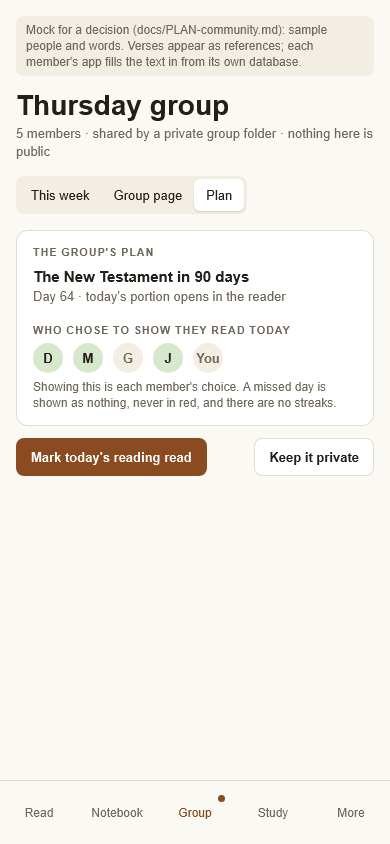 Mock for a decision (docs/PLAN-community.md): sample
people and words. Verses appear as references; each
member's app fills the text in from its own database.
Thursday group
5 members · shared by a private group folder · nothing here is
public
This week
Group page
Plan
THE GROUP'S PLAN
The New Testament in 90 days
Day 64 · today's portion opens in the reader
WHO CHOSE TO SHOW THEY READ TODAY
D
M
G
J
You
Showing this is each member's choice. A missed day is
shown as nothing, never in red, and there are no streaks.
Mark today's reading read
Keep it private
Read
Notebook
Group
Study
More